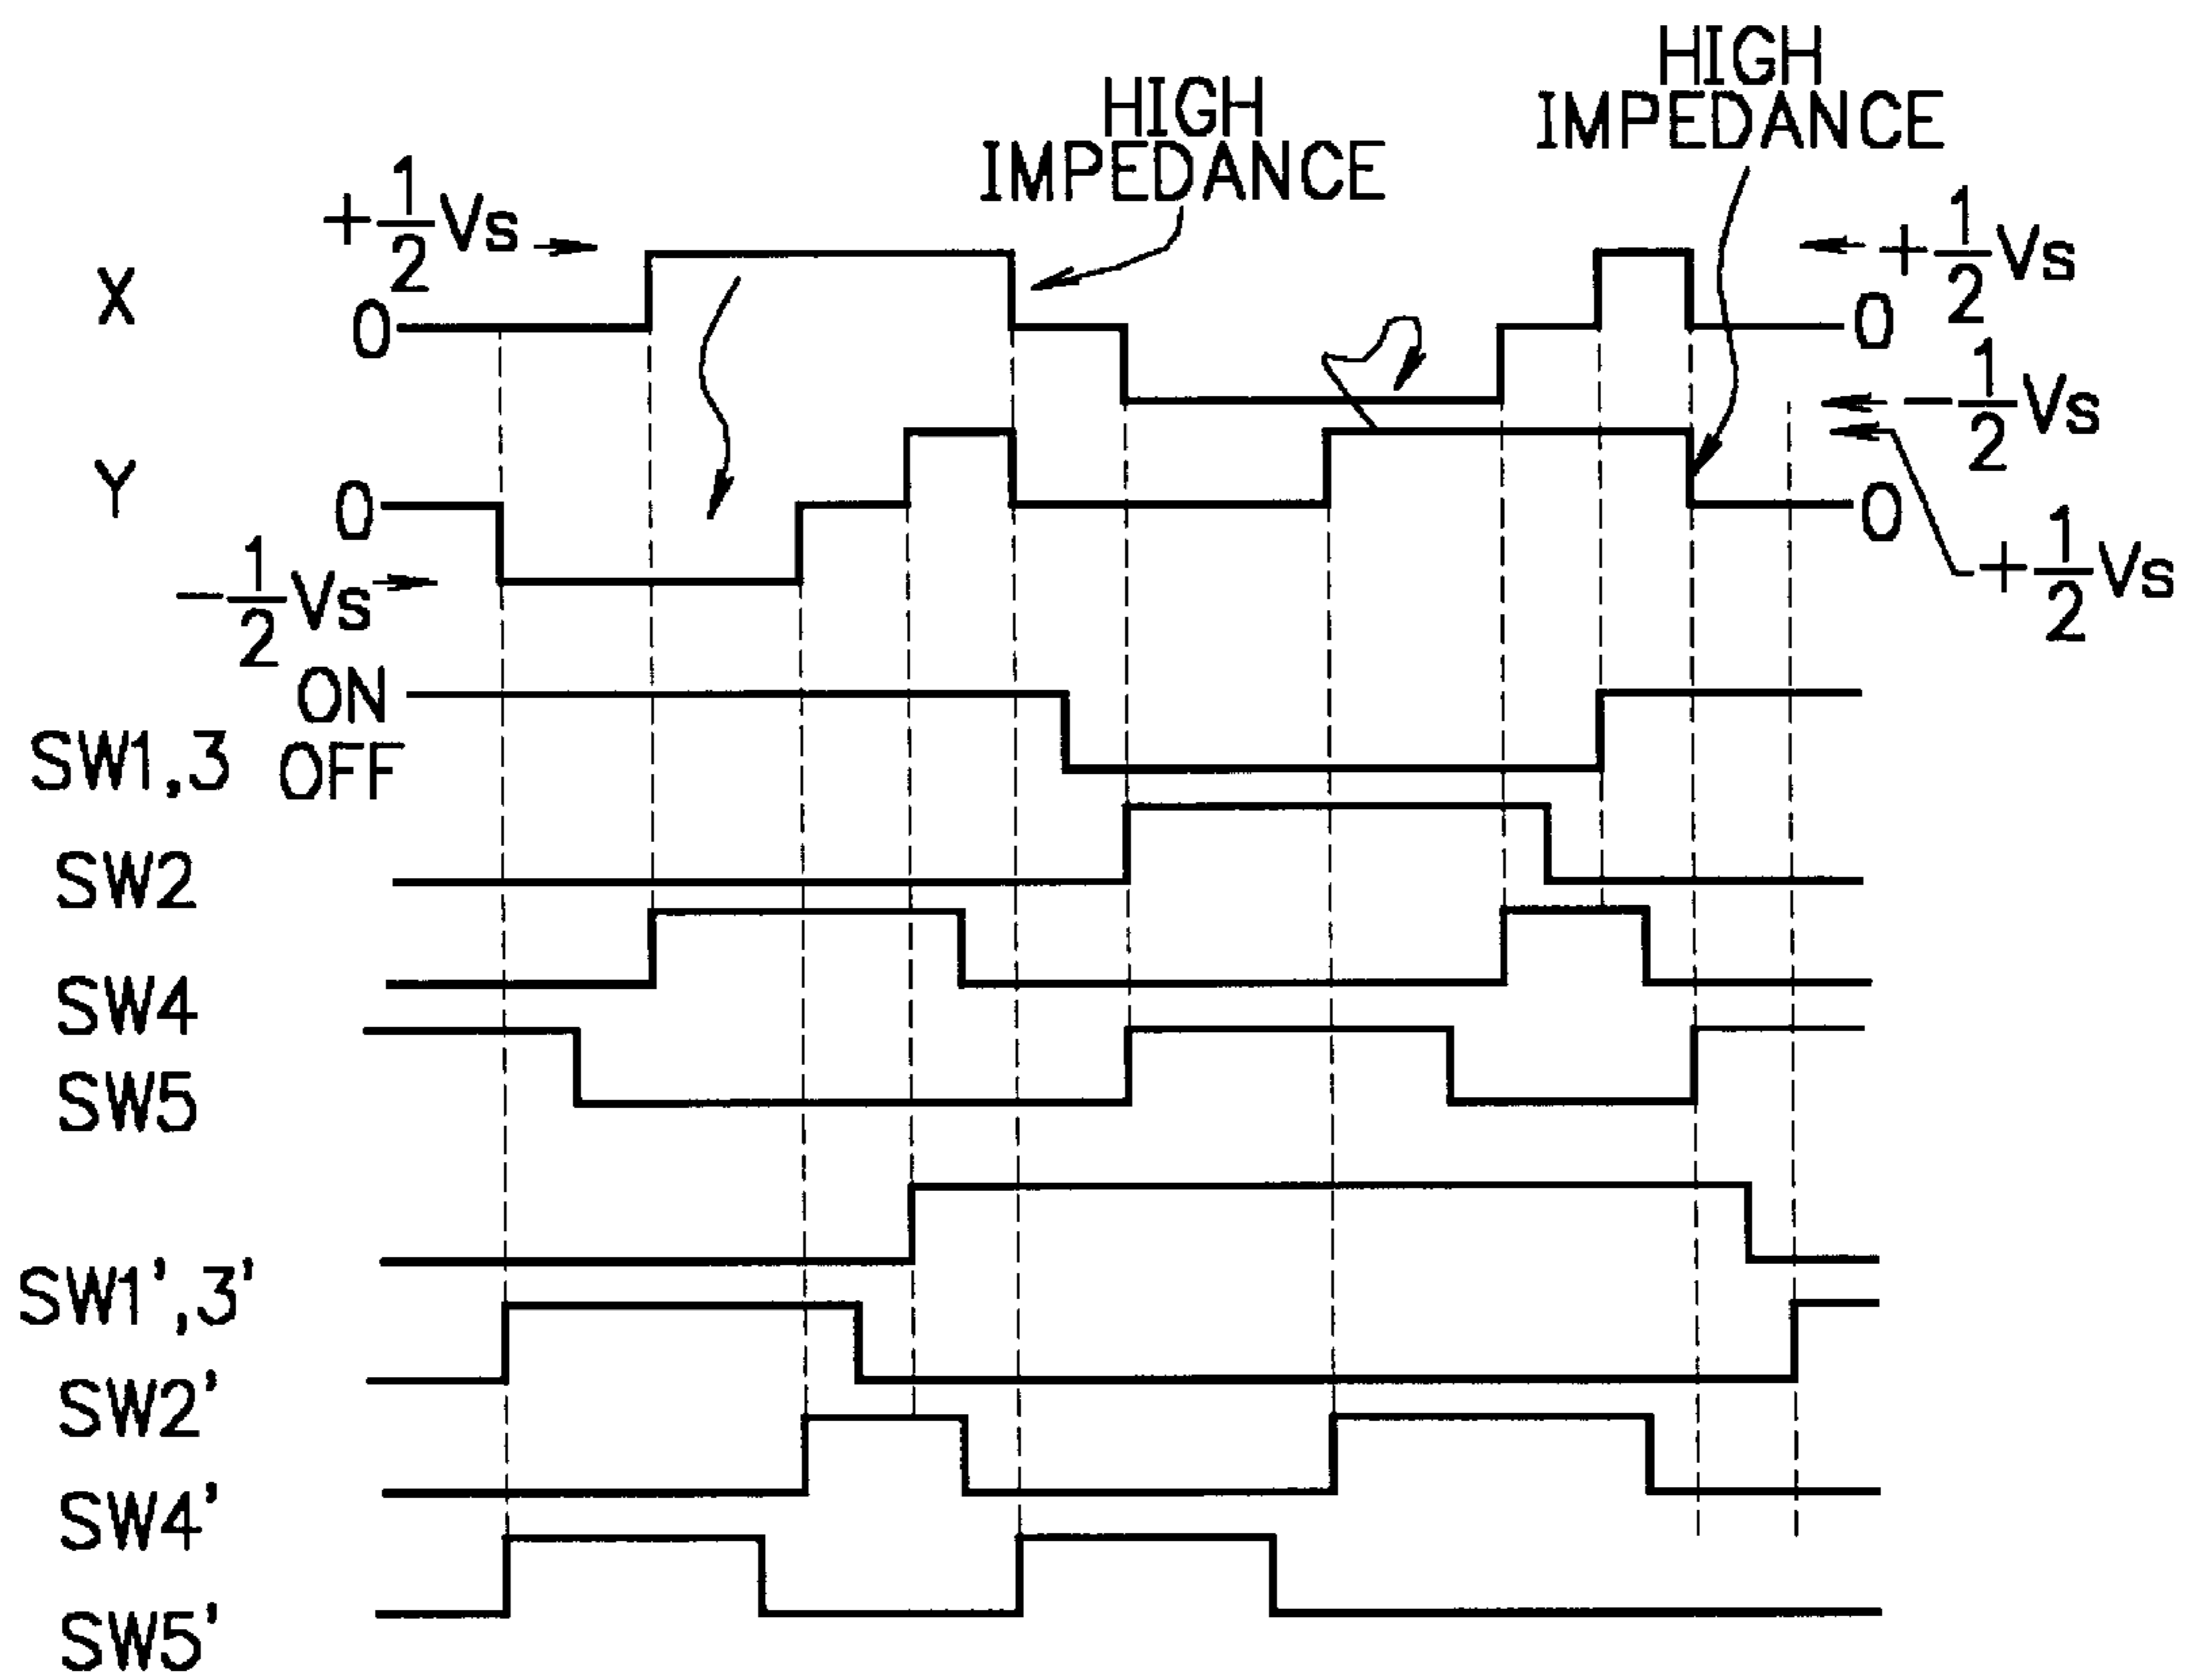 HIGH
IMPEDANCE
HIGH
IMPEDANCE
+1/2Vs
X
0
+1/2Vs
0
-1/2Vs
Y
0
-1/2Vs
0
+1/2Vs
ON
SW1,3 OFF
SW2
SW4
SW5
SW1',3'
SW2'
SW4'
SW5'